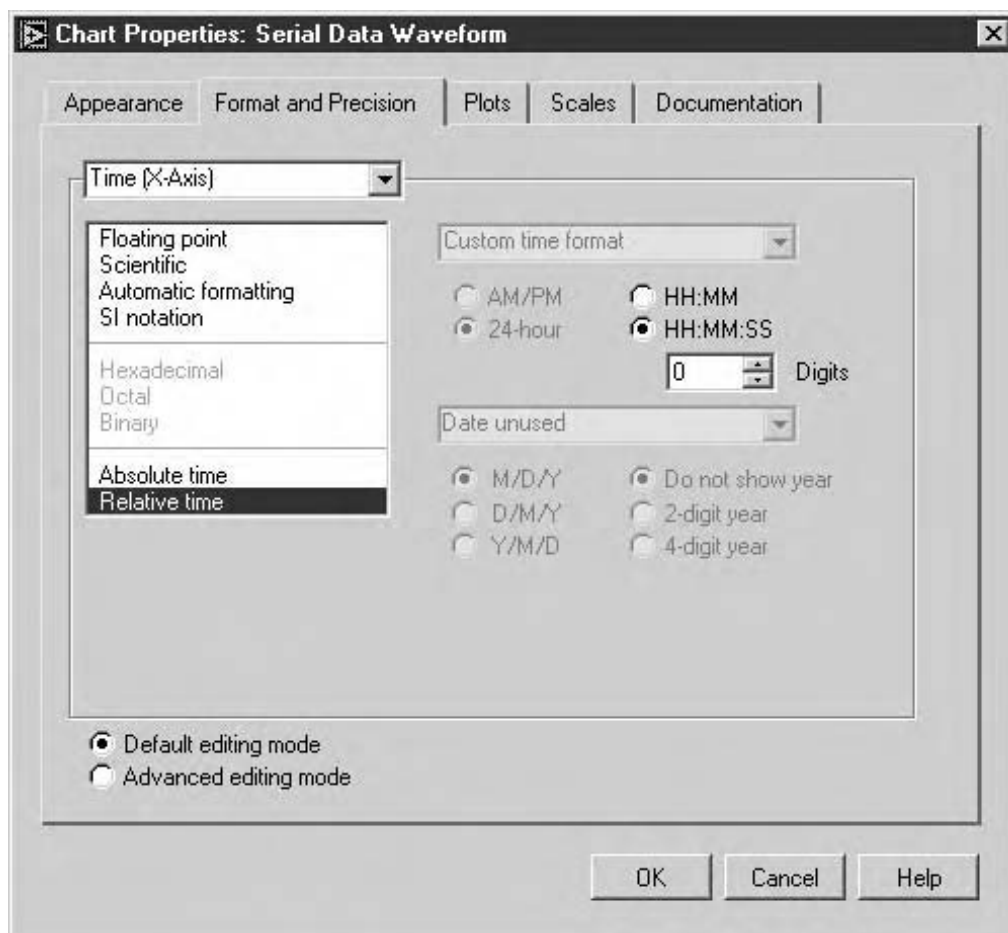 Chart Properties: Serial Data Waveform
Appearance Format and Precision Plots Scales Documentation
Time (X-Axis)
Floating point
Scientific
Automatic formatting
SI notation
Hexadecimal
Octal
Binary
Absolute time
Relative time
Custom time format
AM/PM HH:MM
24-hour HH:MM:SS
0 Digits
Date unused
M/D/Y Do not show year
D/M/Y 2-digit year
Y/M/D 4-digit year
Default editing mode
Advanced editing mode
OK Cancel Help